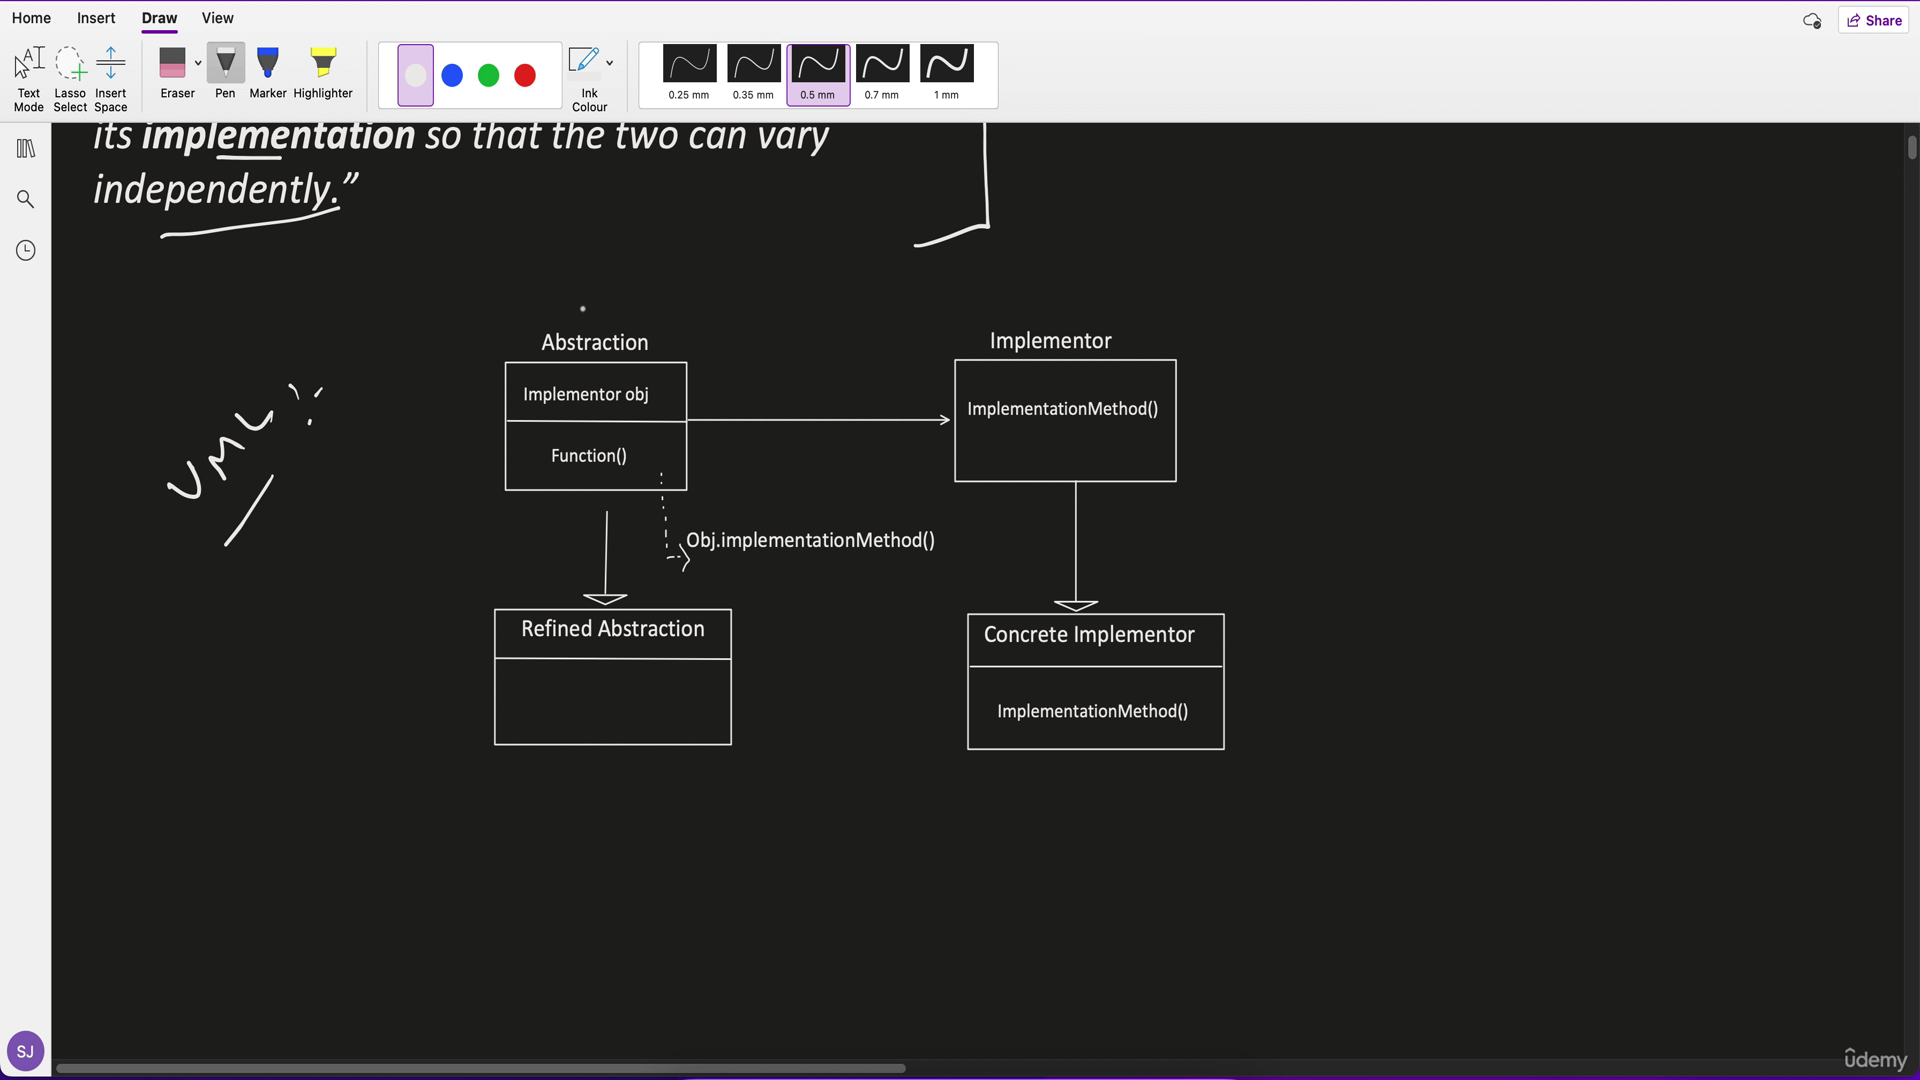 Home Insert Draw View
Share
Text Mode
Lasso Select
Insert Space
Eraser
Pen
Marker
Highlighter
Ink Colour
0.25 mm
0.35 mm
0.5 mm
0.7 mm
1 mm
its implementation so that the two can vary
independently.”
Abstraction
Implementor obj
Function()
Implementor
ImplementationMethod()
UML
Obj.implementationMethod()
Refined Abstraction
Concrete Implementor
ImplementationMethod()
SJ
ûdemy